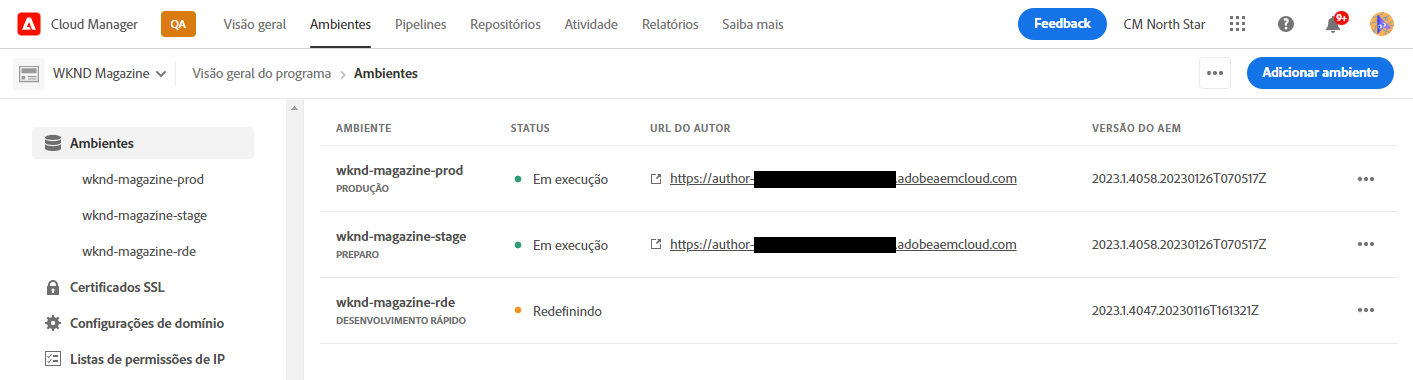 Cloud Manager QA Visão geral Ambientes Pipelines Repositórios Atividade Relatórios Saiba mais Feedback CM North Star 9+
WKND Magazine Visão geral do programa Ambientes Adicionar ambiente
Ambientes
wknd-magazine-prod
wknd-magazine-stage
wknd-magazine-rde
Certificados SSL
Configurações de domínio
Listas de permissões de IP
AMBIENTE STATUS URL DO AUTOR VERSÃO DO AEM
wknd-magazine-prod
PRODUÇÃO
Em execução https://author- .adobeaemcloud.com 2023.1.4058.20230126T070517Z
wknd-magazine-stage
PREPARO
Em execução https://author- .adobeaemcloud.com 2023.1.4058.20230126T070517Z
wknd-magazine-rde
DESENVOLVIMENTO RÁPIDO
Redefinindo 2023.1.4047.20230116T161321Z